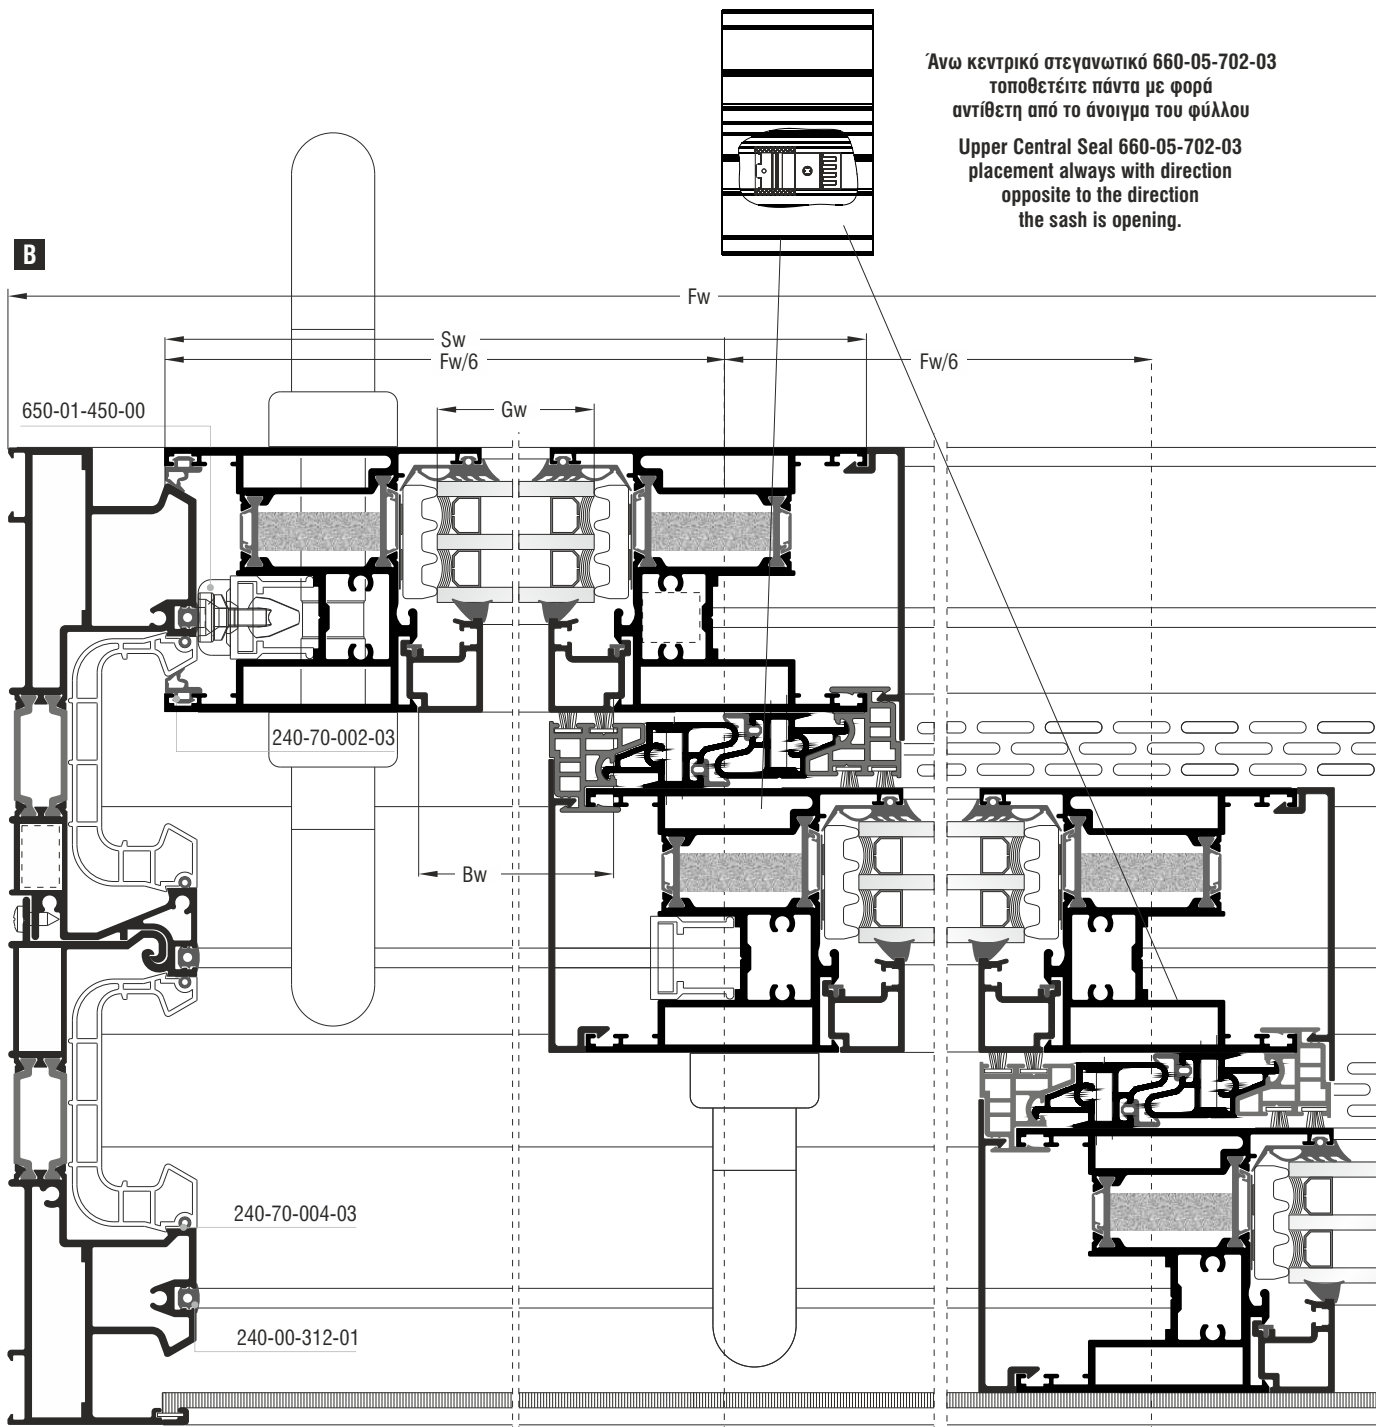 Άνω κεντρικό στεγανωτικό 660-05-702-03
τοποθετέιτε πάντα με φορά
αντίθετη από το άνοιγμα του φύλλου
Upper Central Seal 660-05-702-03
placement always with direction
opposite to the direction
the sash is opening.
B
Fw
Sw
Fw/6
Fw/6
Gw
650-01-450-00
240-70-002-03
Bw
240-70-004-03
240-00-312-01